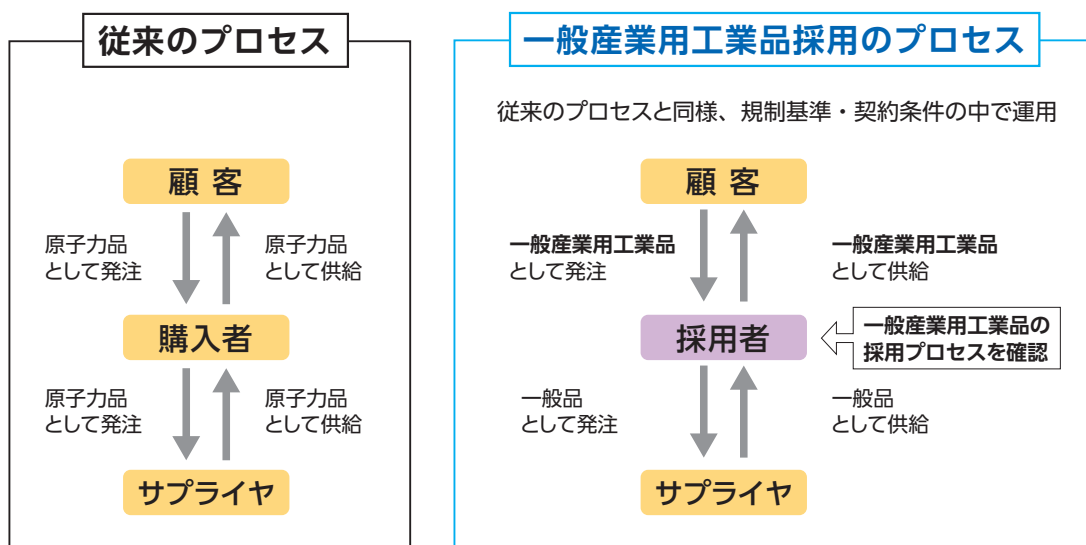 従来のプロセス
顧 客
原子力品
として発注
原子力品
として供給
購入者
原子力品
として発注
原子力品
として供給
サプライヤ
一般産業用工業品採用のプロセス
従来のプロセスと同様、規制基準・契約条件の中で運用
顧 客
一般産業用工業品
として発注
一般産業用工業品
として供給
採用者
一般産業用工業品の
採用プロセスを確認
一般品
として発注
一般品
として供給
サプライヤ